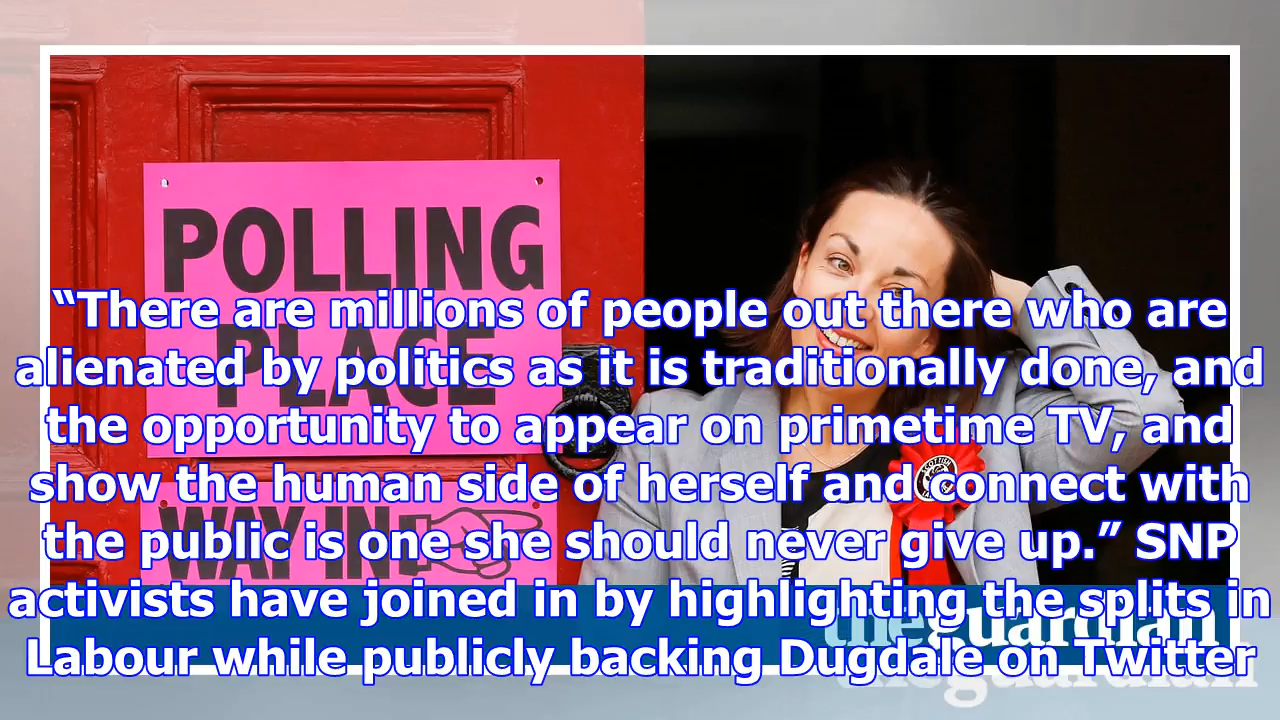 POLLING
PLACE
WAY IN
“There are millions of people out there who are
alienated by politics as it is traditionally done, and
the opportunity to appear on primetime TV, and
show the human side of herself and connect with
the public is one she should never give up.” SNP
activists have joined in by highlighting the splits in
Labour while publicly backing Dugdale on Twitter
SCOTTISH
theguardian
theguardian